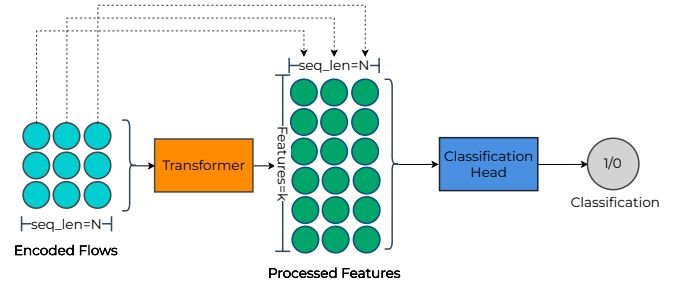 seq_len=N
Features=k
Transformer
Classification
Head
1/0
Classification
seq_len=N
Encoded Flows
Processed Features